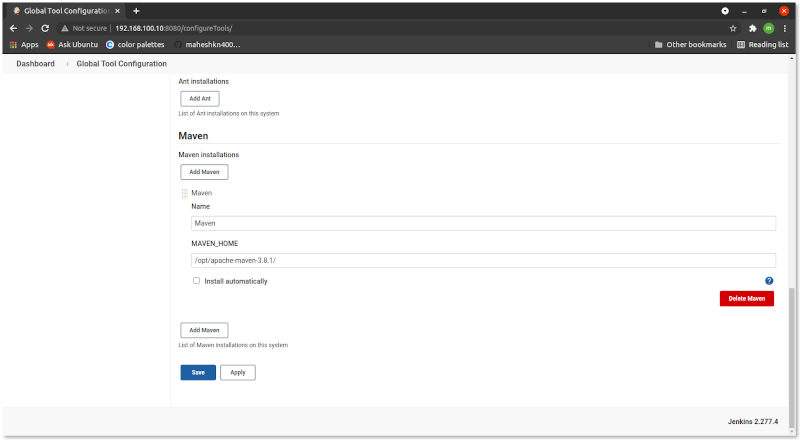 Global Tool Configuration
Not secure | 192.168.100.10:8080/configureTools/
Apps Ask Ubuntu color palettes maheshkn400... Other bookmarks Reading list
Dashboard Global Tool Configuration
Ant installations
Add Ant
List of Ant installations on this system
Maven
Maven installations
Add Maven
Maven
Name
Maven
MAVEN_HOME
/opt/apache-maven-3.8.1/
Install automatically ?
Delete Maven
Add Maven
List of Maven installations on this system
Save Apply
Jenkins 2.277.4